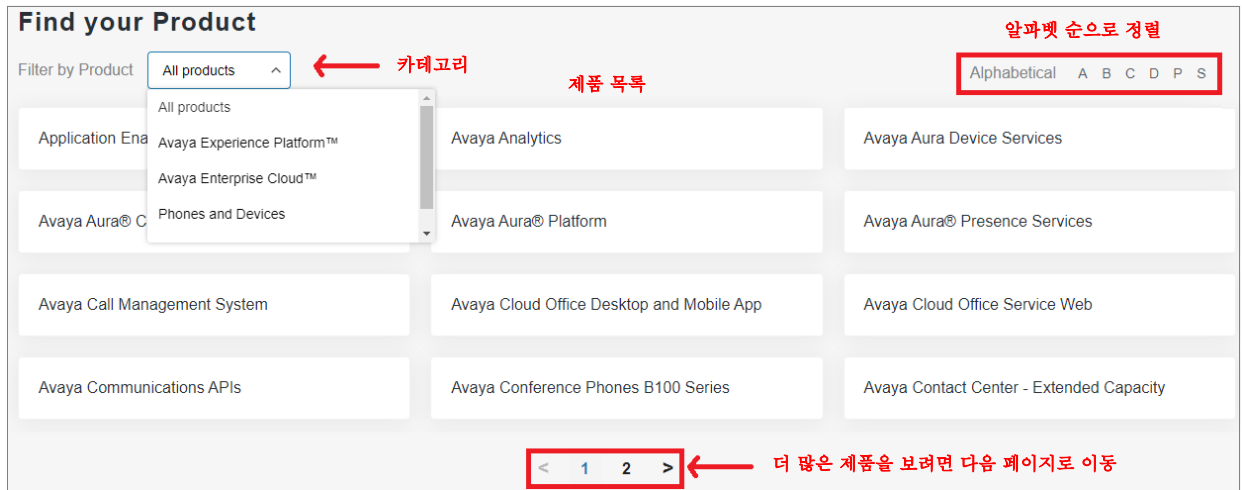 Find your Product
알파벳 순으로 정렬
Filter by Product All products 카테고리
Alphabetical A B C D P S
제품 목록
All products
Avaya Experience Platform™
Avaya Enterprise Cloud™
Phones and Devices
Application Ena
Avaya Analytics
Avaya Aura Device Services
Avaya Aura® C
Avaya Aura® Platform
Avaya Aura® Presence Services
Avaya Call Management System
Avaya Cloud Office Desktop and Mobile App
Avaya Cloud Office Service Web
Avaya Communications APIs
Avaya Conference Phones B100 Series
Avaya Contact Center - Extended Capacity
< 1 2 > 더 많은 제품을 보려면 다음 페이지로 이동